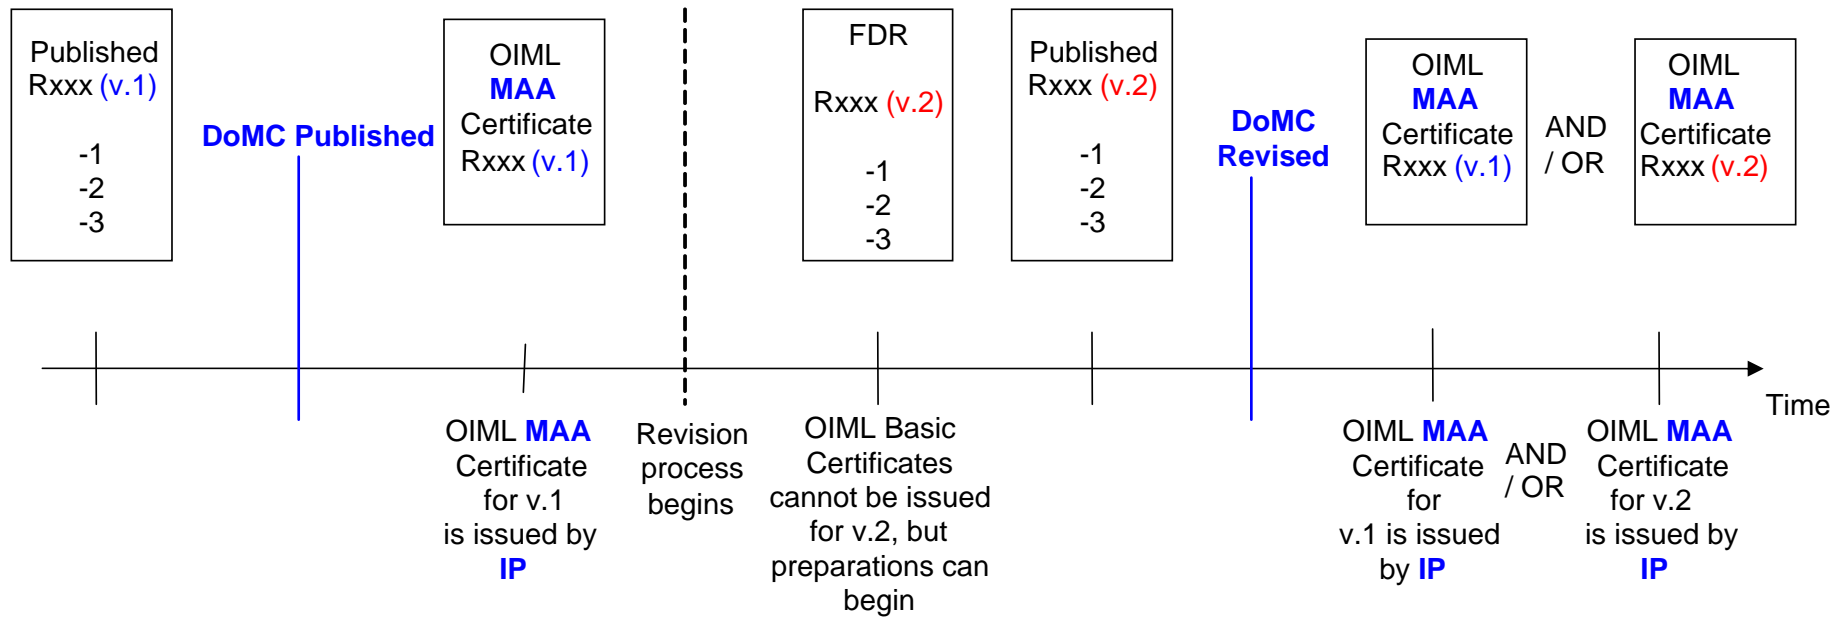 Published
Rxxx (v.1)
-1
-2
-3
DoMC Published
OIML
MAA
Certificate
Rxxx (v.1)
FDR
Rxxx (v.2)
-1
-2
-3
Published
Rxxx (v.2)
-1
-2
-3
DoMC
Revised
OIML
MAA
Certificate
Rxxx (v.1)
AND
/ OR
OIML
MAA
Certificate
Rxxx (v.2)
Time
OIML MAA
Certificate
for v.1
is issued by
IP
Revision
process
begins
OIML Basic
Certificates
cannot be issued
for v.2, but
preparations can
begin
OIML MAA
Certificate
for
v.1 is issued
by IP
AND
/ OR
OIML MAA
Certificate
for v.2
is issued by
IP